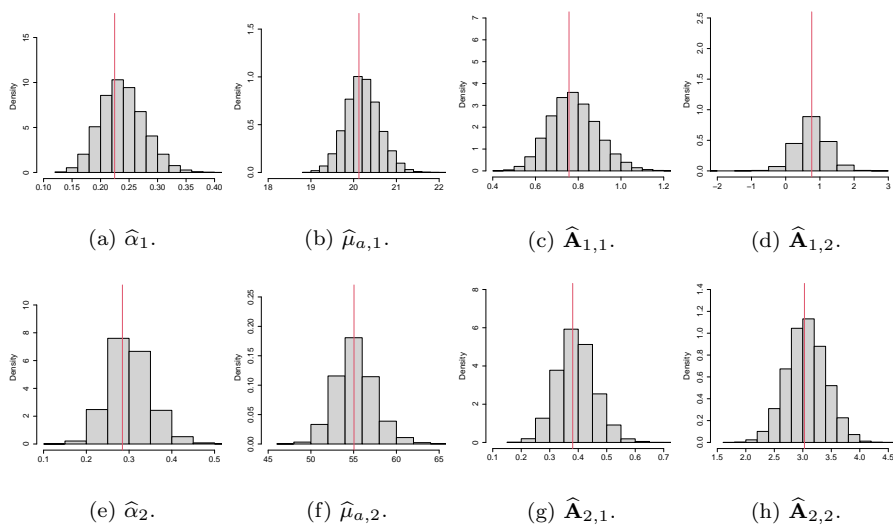 Density
0
5
10
15
0.10 0.15 0.20 0.25 0.30 0.35 0.40
(a) α̂₁.
Density
0.0
0.5
1.0
1.5
18 19 20 21 22
(b) μ̂ₐ,₁.
Density
0 1 2 3 4 5 6 7
0.4 0.6 0.8 1.0 1.2
(c) Â₁,₁.
Density
0.0 0.5 1.0 1.5 2.0 2.5
−2 −1 0 1 2 3
(d) Â₁,₂.
Density
0 2 4 6 8 10
0.1 0.2 0.3 0.4 0.5
(e) α̂₂.
Density
0.00 0.05 0.10 0.15 0.20 0.25
45 50 55 60 65
(f) μ̂ₐ,₂.
Density
0 2 4 6 8
0.1 0.2 0.3 0.4 0.5 0.6 0.7
(g) Â₂,₁.
Density
0.0 0.2 0.4 0.6 0.8 1.0 1.2 1.4
1.5 2.0 2.5 3.0 3.5 4.0 4.5
(h) Â₂,₂.